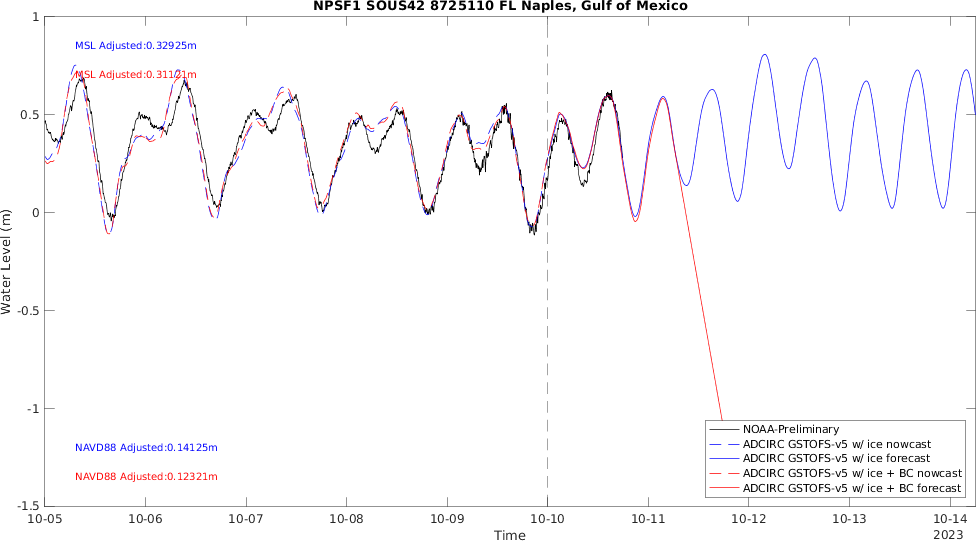 NPSF1 SOUS42 8725110 FL Naples, Gulf of Mexico
1
0.5
0
-0.5
-1
-1.5
Water Level (m)
MSL Adjusted:0.32925m
MSL Adjusted:0.31121m
NAVD88 Adjusted:0.14125m
NAVD88 Adjusted:0.12321m
NOAA-Preliminary
ADCIRC GSTOFS-v5 w/ ice nowcast
ADCIRC GSTOFS-v5 w/ ice forecast
ADCIRC GSTOFS-v5 w/ ice + BC nowcast
ADCIRC GSTOFS-v5 w/ ice + BC forecast
10-05 10-06 10-07 10-08 10-09 10-10 10-11 10-12 10-13 10-14
Time
2023